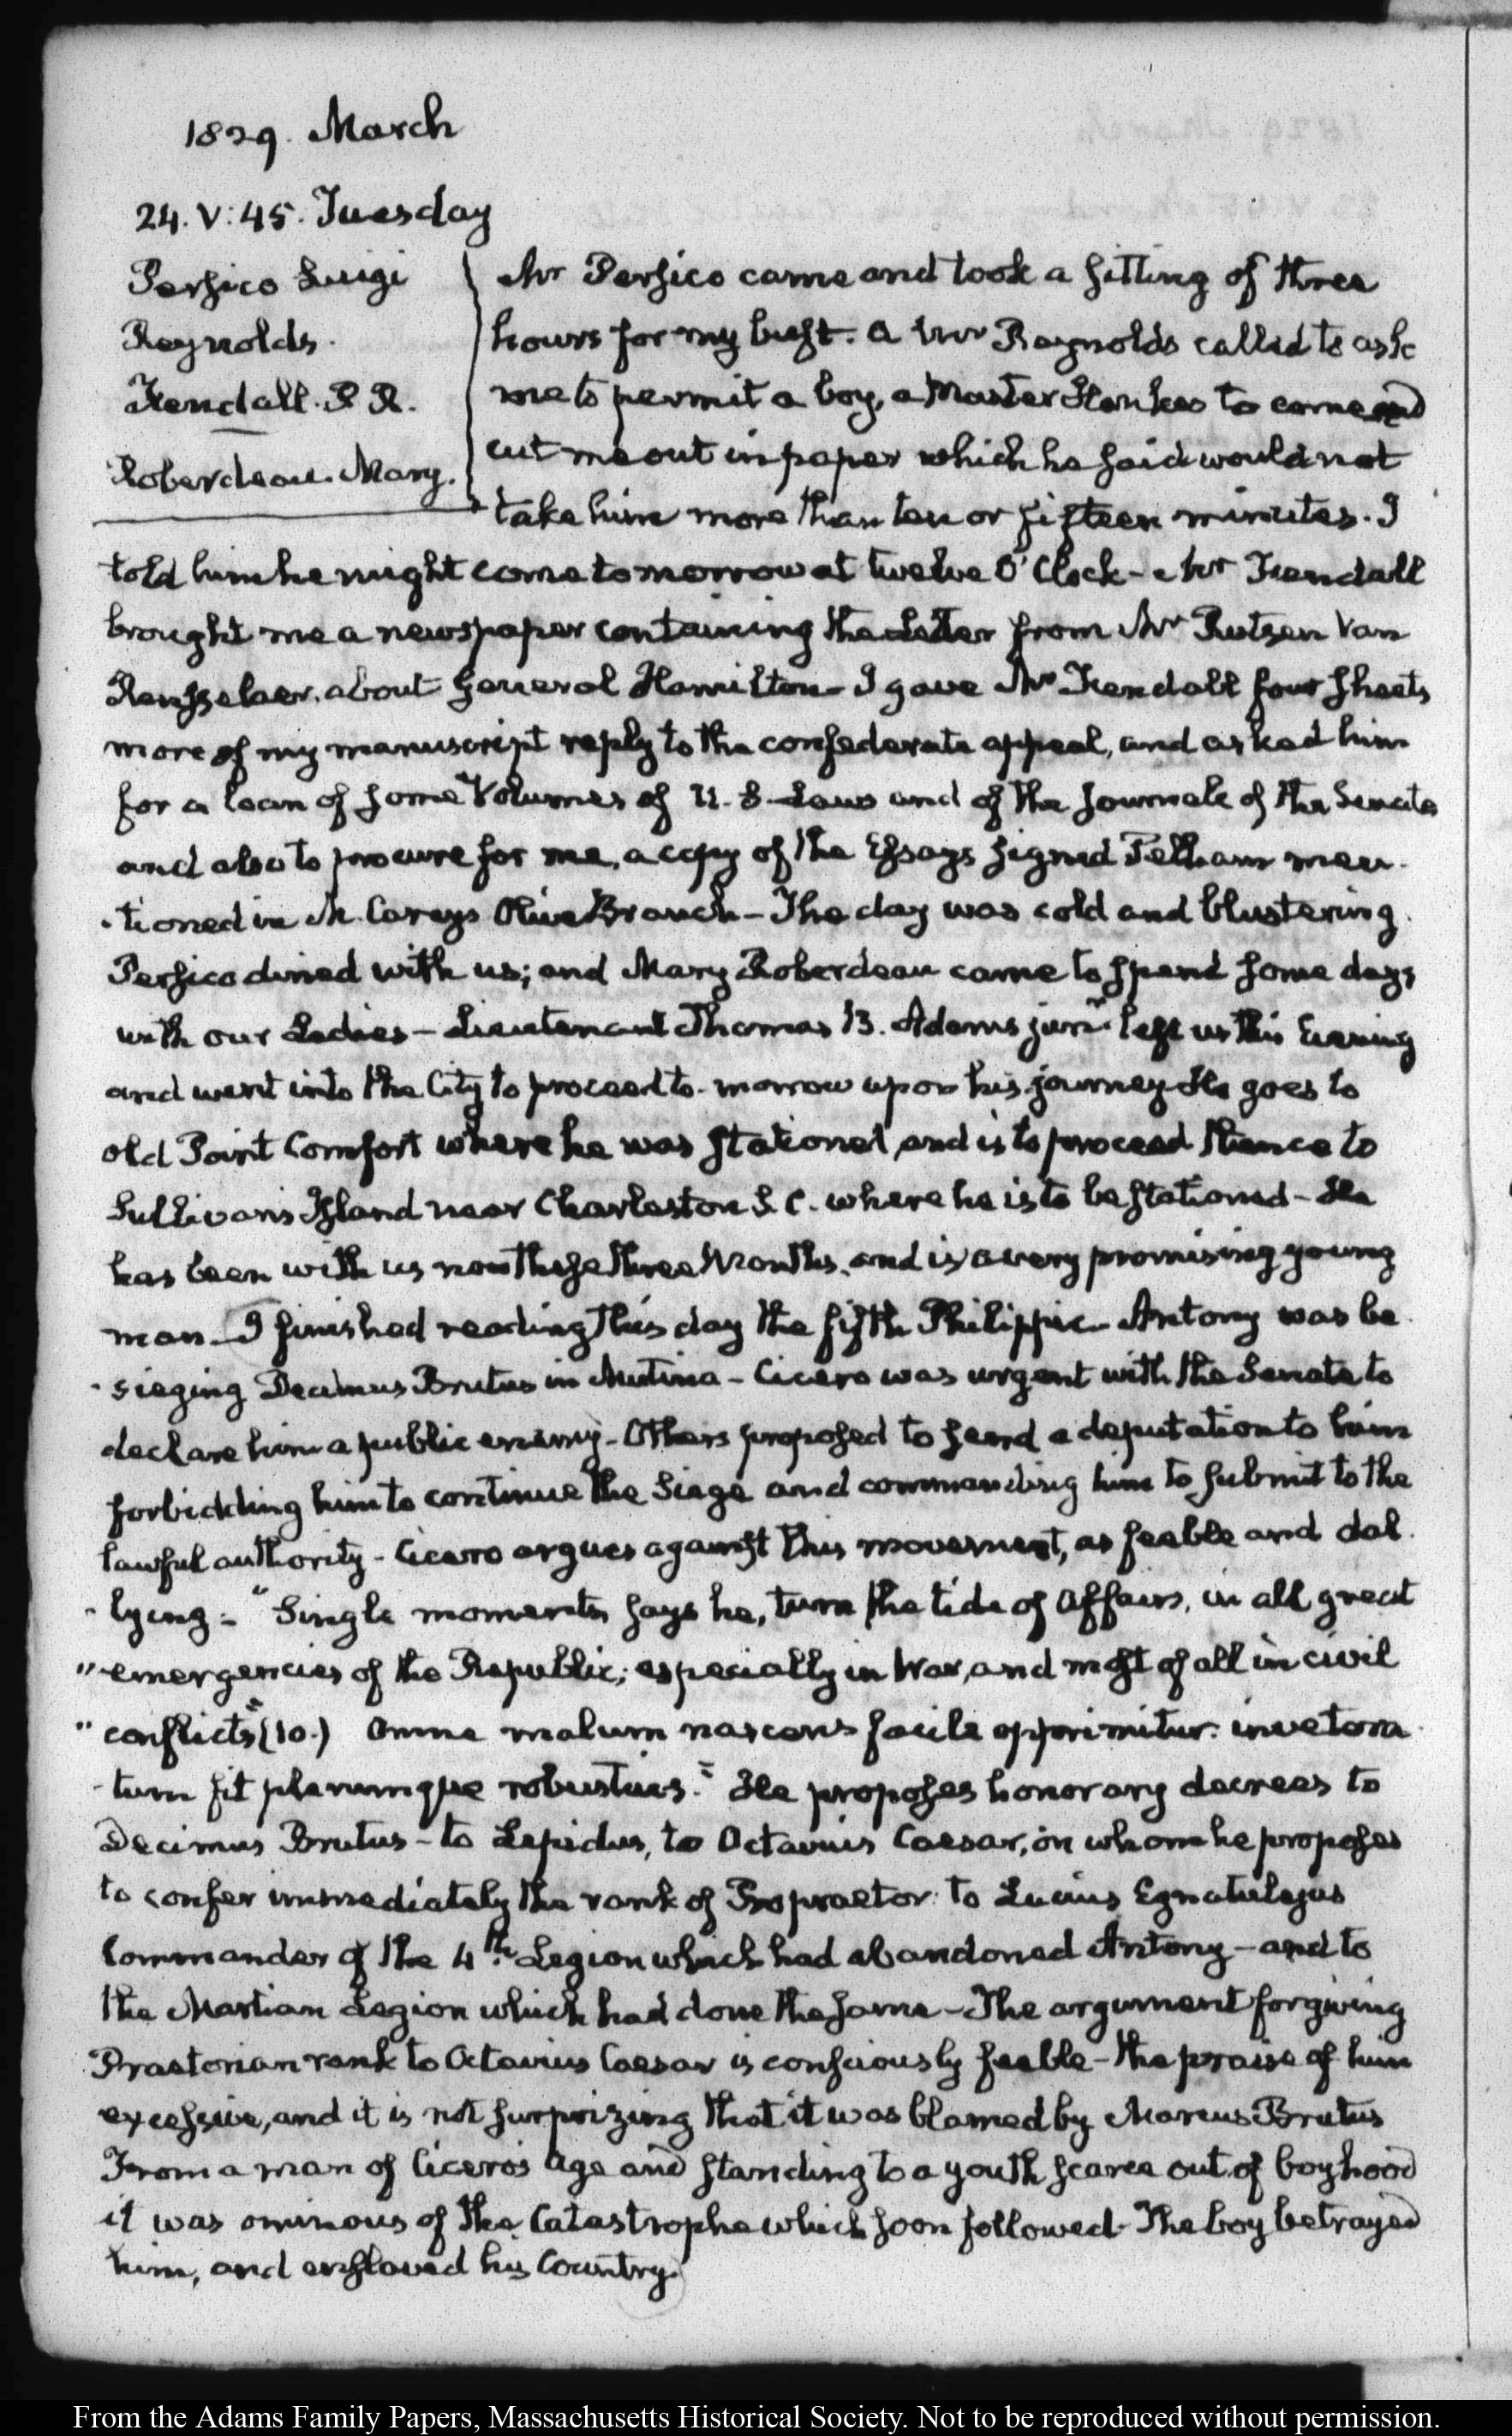 1829. March
24. V:45. Tuesday
Persico Luigi
Reynolds.
Kendall. P R.
Roberdeau. Mary.
Mr Persico came and took a sitting of three
hours for my bust. A Mr Reynolds called to ask
me to permit a boy, a Master Hankes to come and
cut me out in paper which he said would not
take him more than ten or fifteen minutes. I
told him he might come tomorrow at twelve O'Clock - Mr Kendall
brought me a newspaper containing the Letter from Mr Rutsen Van
Rensselaer. about General Hamilton - I gave Mr Kendall four sheets
more of my manuscript reply to the confederate appeal, and asked him
for a loan of some Volumes of U. S. Laws and of the Journals of the Senate
and also to procure for me, a copy of the Essays signed Pelham men-
-tioned in M. Careys Olive Branch - The day was cold and blustering.
Persico dined with us; and Mary Roberdeau came to spend some days
with our Ladies - Lieutenant Thomas B. Adams junr. left us this Evening
and went into the City to proceed to-morrow upon his journey He goes to
old Point Comfort where he was stationed, and is to proceed thence to
Sullivan's Island near Charleston S. C. where he is to be stationed - He
has been with us now these three Months, and is a very promising young
man - I finished reading this day the fifth Philippic - Antony was be-
-sieging Decimus Brutus in Mutina - Cicero was urgent with the Senate to
declare him a public enemy - Others proposed to send a deputation to him
forbidding him to continue the Siege and commanding him to submit to the
lawful authority - Cicero argues against this movement, as feeble and dal-
-lying - "Single moments, says he, turn the tide of affairs, in all great
"emergencies of the Republic; especially in War, and most of all in civil
"conflicts" (10.) Omne malum nascens facile opprimitur: invetera-
-tum fit plerumque robustius." He proposes honorary decrees to
Decimus Brutus - to Lepidus, to Octavius Caesar, on whom he proposes
to confer immediately the rank of Propraetor: to Lucius Egnatulejus
Commander of the 4th. Legion which had abandoned Antony - and to
the Martian Legion which had done the same - The argument for giving
Praetorian rank to Octavius Caesar is consciously feeble - the praise of him
excessive, and it is not surprizing that it was blamed by Marcus Brutus
From a man of Cicero's age and standing to a youth scarce out of boyhood
it was ominous of the Catastrophe which soon followed - The boy betrayed
him, and enslaved his Country.
From the Adams Family Papers, Massachusetts Historical Society. Not to be reproduced without permission.